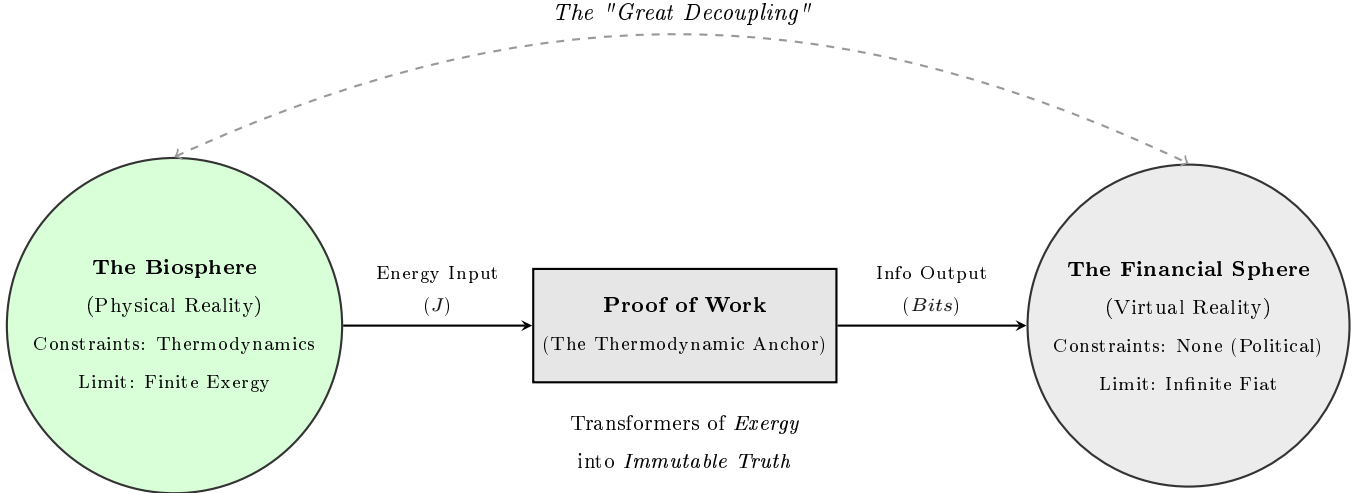 The "Great Decoupling"
The Biosphere
(Physical Reality)
Constraints: Thermodynamics
Limit: Finite Exergy
Energy Input
(J)
Proof of Work
(The Thermodynamic Anchor)
Transformers of Exergy
into Immutable Truth
Info Output
(Bits)
The Financial Sphere
(Virtual Reality)
Constraints: None (Political)
Limit: Infinite Fiat